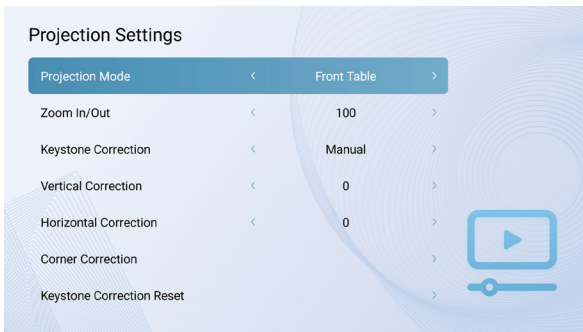 Projection Settings
Projection Mode < Front Table >
Zoom In/Out < 100 >
Keystone Correction < Manual >
Vertical Correction < 0 >
Horizontal Correction < 0 >
Corner Correction >
Keystone Correction Reset >